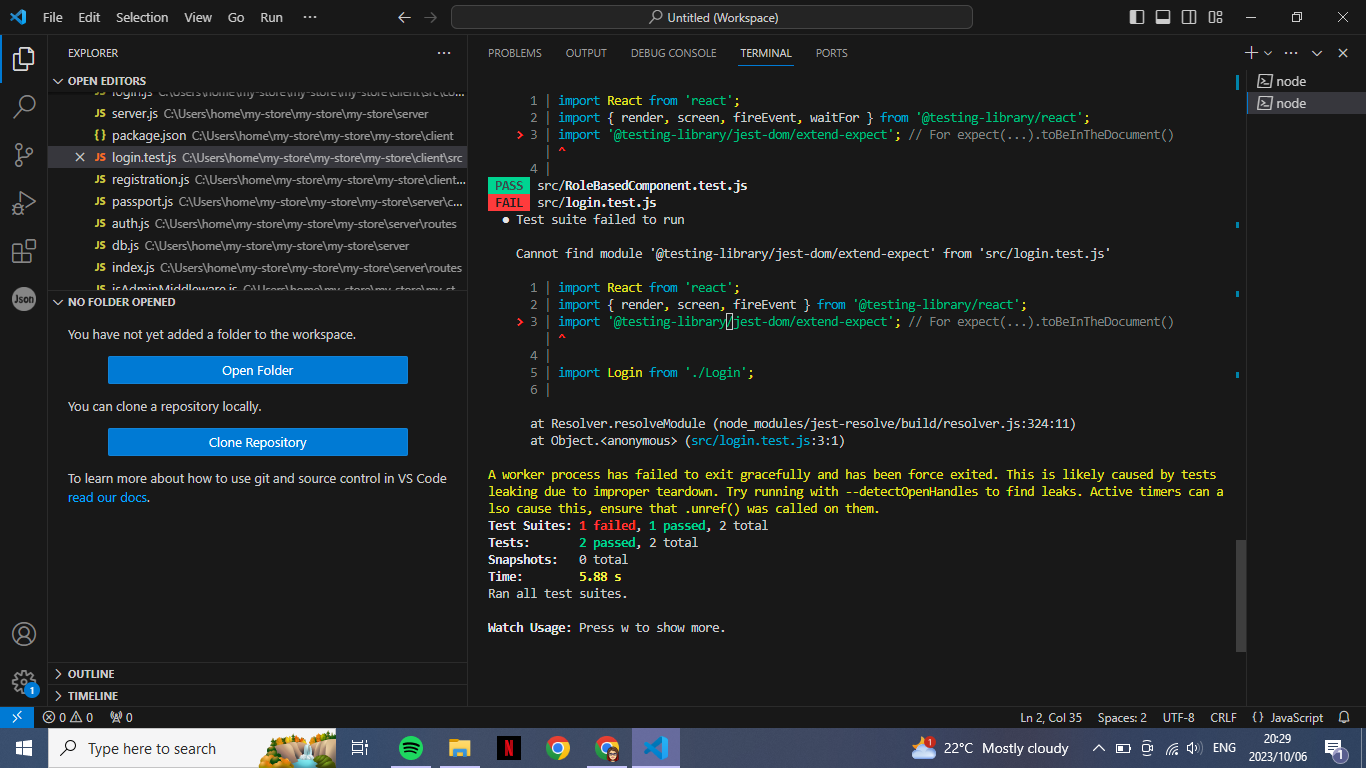 File Edit Selection View Go Run ··· Untitled (Workspace)
EXPLORER ···
OPEN EDITORS
login.js
JS server.js C:\Users\home\my-store\my-store\server
{} package.json C:\Users\home\my-store\my-store\my-store\client
JS login.test.js C:\Users\home\my-store\my-store\my-store\client\src
JS registration.js C:\Users\home\my-store\my-store\my-store\client...
JS passport.js C:\Users\home\my-store\my-store\my-store\server\c...
JS auth.js C:\Users\home\my-store\my-store\my-store\server\routes
JS db.js C:\Users\home\my-store\my-store\my-store\server
JS index.js C:\Users\home\my-store\my-store\my-store\server\routes
JS isAdminMiddleware.js C:\Users\home\my-store\my-store\my-st...
NO FOLDER OPENED
You have not yet added a folder to the workspace.
Open Folder
You can clone a repository locally.
Clone Repository
To learn more about how to use git and source control in VS Code
read our docs.
OUTLINE
TIMELINE
Json
1
PROBLEMS OUTPUT DEBUG CONSOLE TERMINAL PORTS
node
node
1 | import React from 'react';
2 | import { render, screen, fireEvent, waitFor } from '@testing-library/react';
> 3 | import '@testing-library/jest-dom/extend-expect'; // For expect(...).toBeInTheDocument()
| ^
4 |
PASS src/RoleBasedComponent.test.js
FAIL src/login.test.js
● Test suite failed to run
Cannot find module '@testing-library/jest-dom/extend-expect' from 'src/login.test.js'
1 | import React from 'react';
2 | import { render, screen, fireEvent } from '@testing-library/react';
> 3 | import '@testing-library/jest-dom/extend-expect'; // For expect(...).toBeInTheDocument()
| ^
4 |
5 | import Login from './Login';
6 |
at Resolver.resolveModule (node_modules/jest-resolve/build/resolver.js:324:11)
at Object.<anonymous> (src/login.test.js:3:1)
A worker process has failed to exit gracefully and has been force exited. This is likely caused by tests
leaking due to improper teardown. Try running with --detectOpenHandles to find leaks. Active timers can a
lso cause this, ensure that .unref() was called on them.
Test Suites: 1 failed, 1 passed, 2 total
Tests: 2 passed, 2 total
Snapshots: 0 total
Time: 5.88 s
Ran all test suites.
Watch Usage: Press w to show more.
0 0 0 Ln 2, Col 35 Spaces: 2 UTF-8 CRLF {} JavaScript
Type here to search N 1 22°C Mostly cloudy ENG 20:29
2023/10/06 1